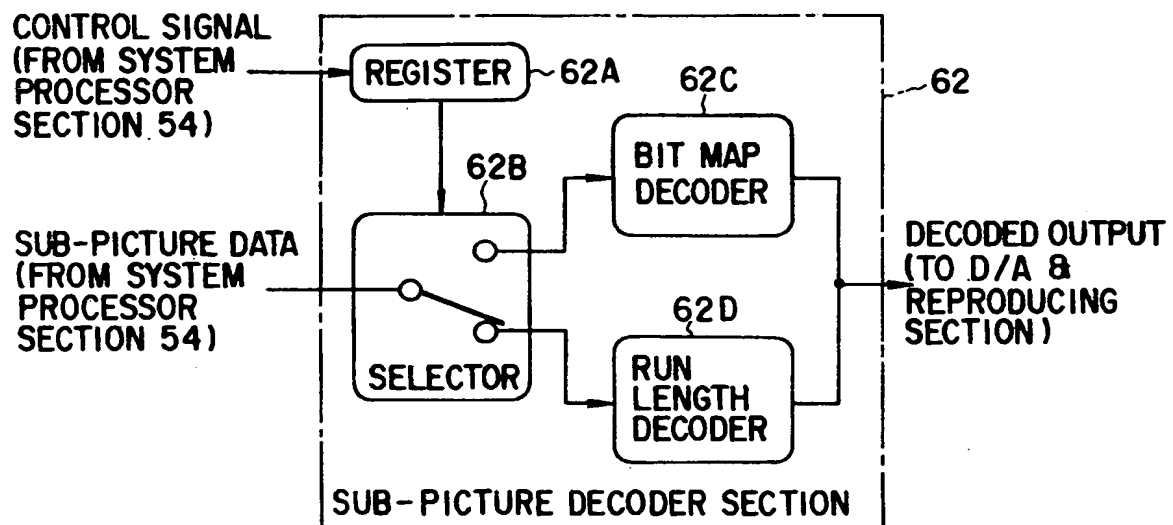 CONTROL SIGNAL
(FROM SYSTEM
PROCESSOR
SECTION 54)
REGISTER
62A
62B
62C
62
BIT MAP
DECODER
SUB-PICTURE DATA
(FROM SYSTEM
PROCESSOR
SECTION 54)
SELECTOR
62D
RUN
LENGTH
DECODER
DECODED OUTPUT
(TO D/A &
REPRODUCING
SECTION)
SUB-PICTURE DECODER SECTION